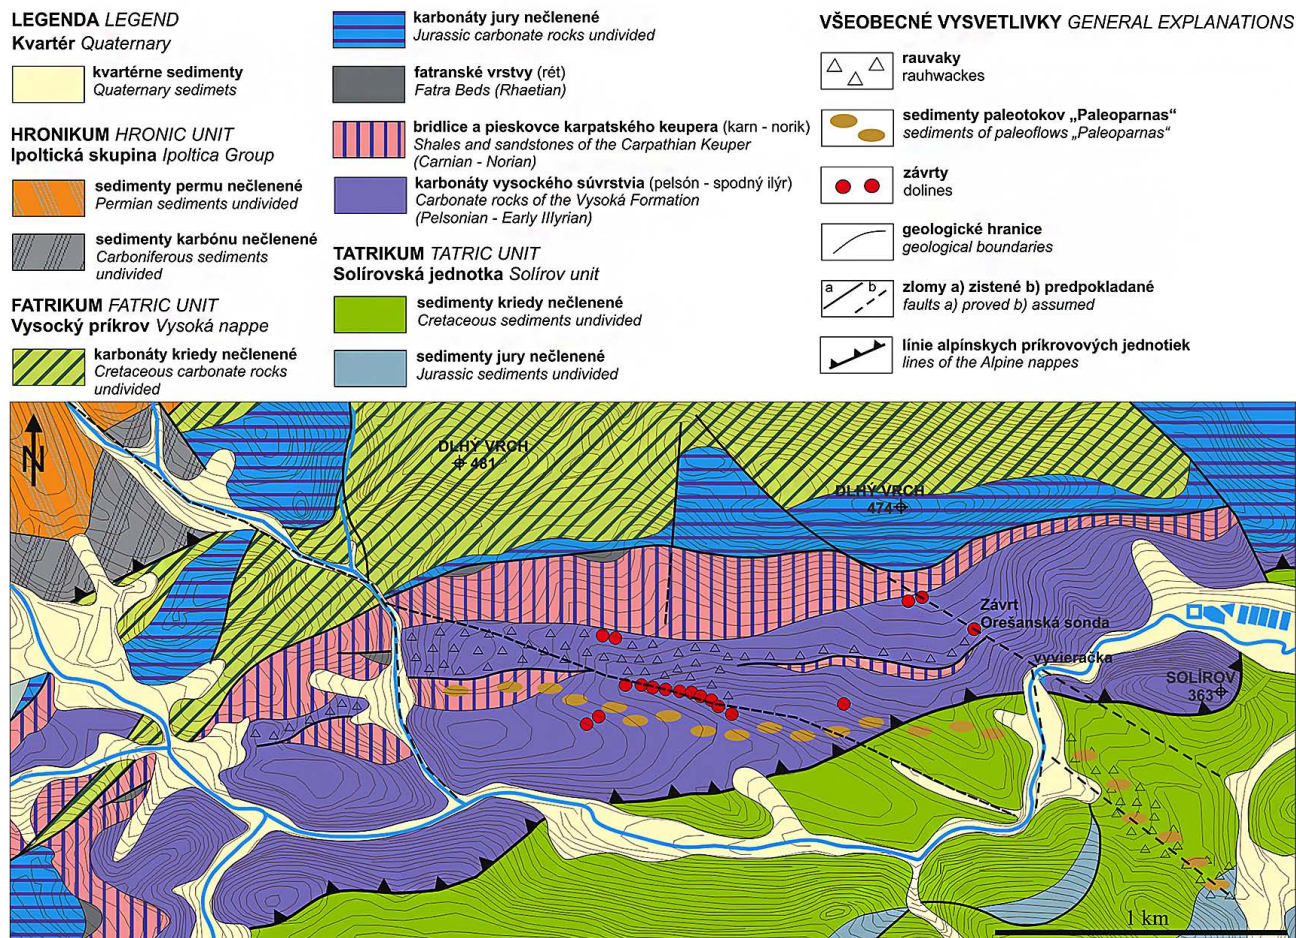 LEGENDA LEGEND
Kvartér Quaternary
kvartérne sedimenty
Quaternary sedimets
HRONIKUM HRONIC UNIT
Ipoltická skupina Ipoltica Group
sedimenty permu nečlenené
Permian sediments undivided
sedimenty karbónu nečlenené
Carboniferous sediments
undivided
FATRIKUM FATRIC UNIT
Vysocký príkrov Vysoká nappe
karbonáty kriedy nečlenené
Cretaceous carbonate rocks
undivided
karbonáty jury nečlenené
Jurassic carbonate rocks undivided
fatranské vrstvy (rét)
Fatra Beds (Rhaetian)
bridlice a pieskovce karpatského keupera (karn - norik)
Shales and sandstones of the Carpathian Keuper
(Carnian - Norian)
karbonáty vysockého súvrstvia (pelsón - spodný ilýr)
Carbonate rocks of the Vysoká Formation
(Pelsonian - Early Illyrian)
TATRIKUM TATRIC UNIT
Solírovská jednotka Solírov unit
sedimenty kriedy nečlenené
Cretaceous sediments undivided
sedimenty jury nečlenené
Jurassic sediments undivided
VŠEOBECNÉ VYSVETLIVKY GENERAL EXPLANATIONS
rauvaky
rauhwackes
sedimenty paleotokov „Paleoparnas“
sediments of paleoflows „Paleoparnas“
závrty
dolines
geologické hranice
geological boundaries
a b
zlomy a) zistené b) predpokladané
faults a) proved b) assumed
línie alpínskych príkrovových jednotiek
lines of the Alpine nappes
N
DLHÝ VRCH
481
DLHÝ VRCH
474
Závrt
Orešanská sonda
vyvieračka
SOLÍROV
363
1 km